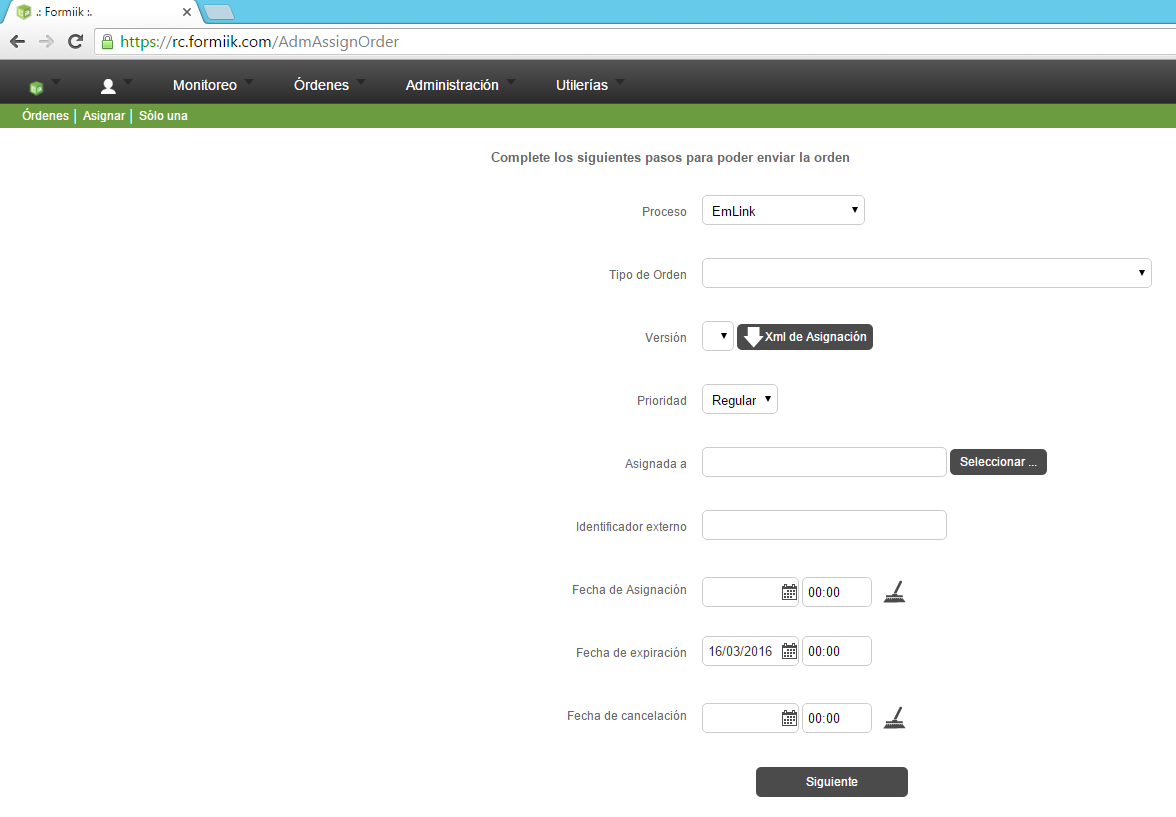 .: Formiik :.
https://rc.formiik.com/AdmAssignOrder
Monitoreo Órdenes Administración Utilerías
Órdenes | Asignar | Sólo una
Complete los siguientes pasos para poder enviar la orden
Proceso EmLink
Tipo de Orden
Versión Xml de Asignación
Prioridad Regular
Asignada a Seleccionar ...
Identificador externo
Fecha de Asignación 00:00
Fecha de expiración 16/03/2016 00:00
Fecha de cancelación 00:00
Siguiente